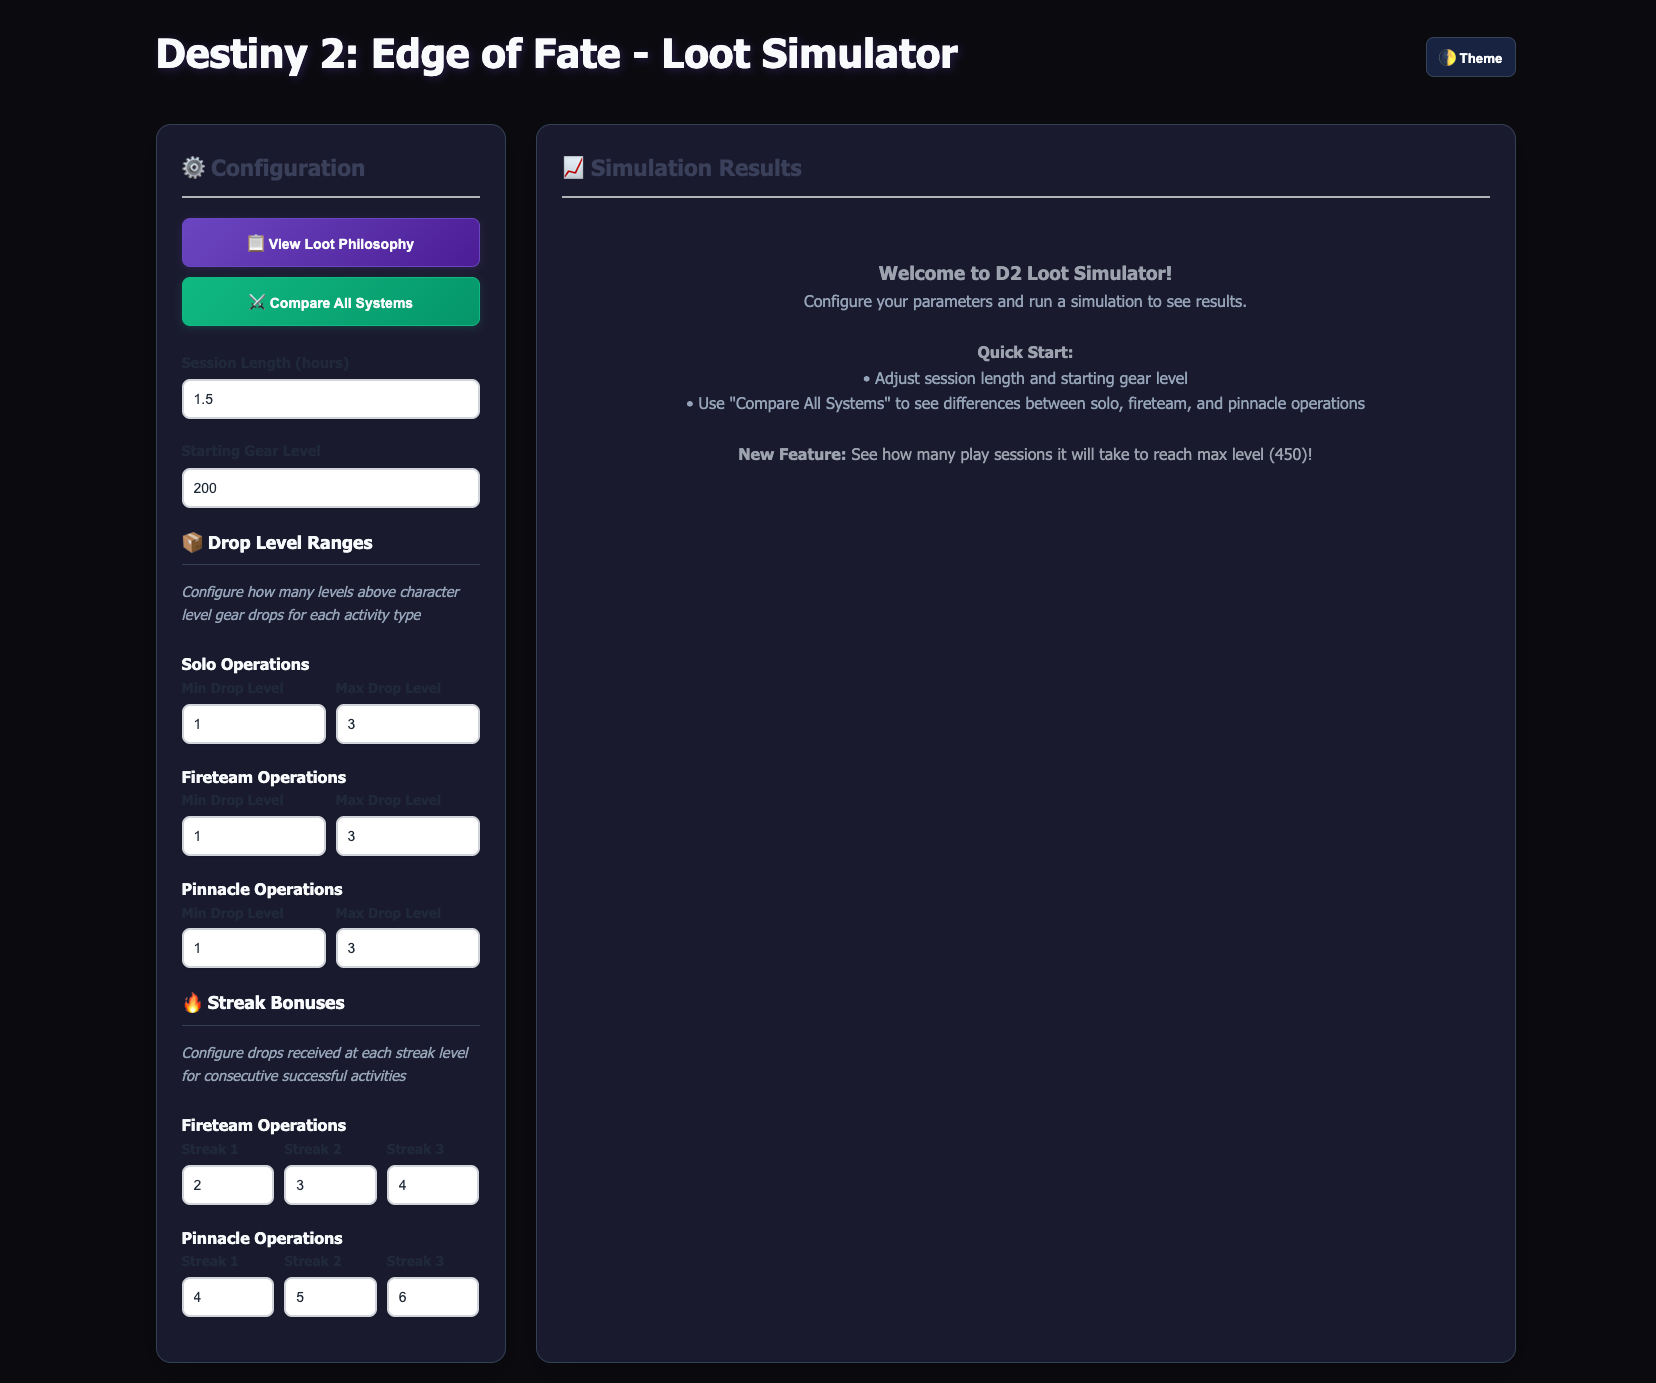 Destiny 2: Edge of Fate - Loot Simulator
Theme
Configuration
View Loot Philosophy
Compare All Systems
Session Length (hours)
1.5
Starting Gear Level
200
Drop Level Ranges
Configure how many levels above character
level gear drops for each activity type
Solo Operations
Min Drop Level Max Drop Level
1 3
Fireteam Operations
Min Drop Level Max Drop Level
1 3
Pinnacle Operations
Min Drop Level Max Drop Level
1 3
Streak Bonuses
Configure drops received at each streak level
for consecutive successful activities
Fireteam Operations
Streak 1 Streak 2 Streak 3
2 3 4
Pinnacle Operations
Streak 1 Streak 2 Streak 3
4 5 6
Simulation Results
Welcome to D2 Loot Simulator!
Configure your parameters and run a simulation to see results.
Quick Start:
• Adjust session length and starting gear level
• Use "Compare All Systems" to see differences between solo, fireteam, and pinnacle operations
New Feature: See how many play sessions it will take to reach max level (450)!